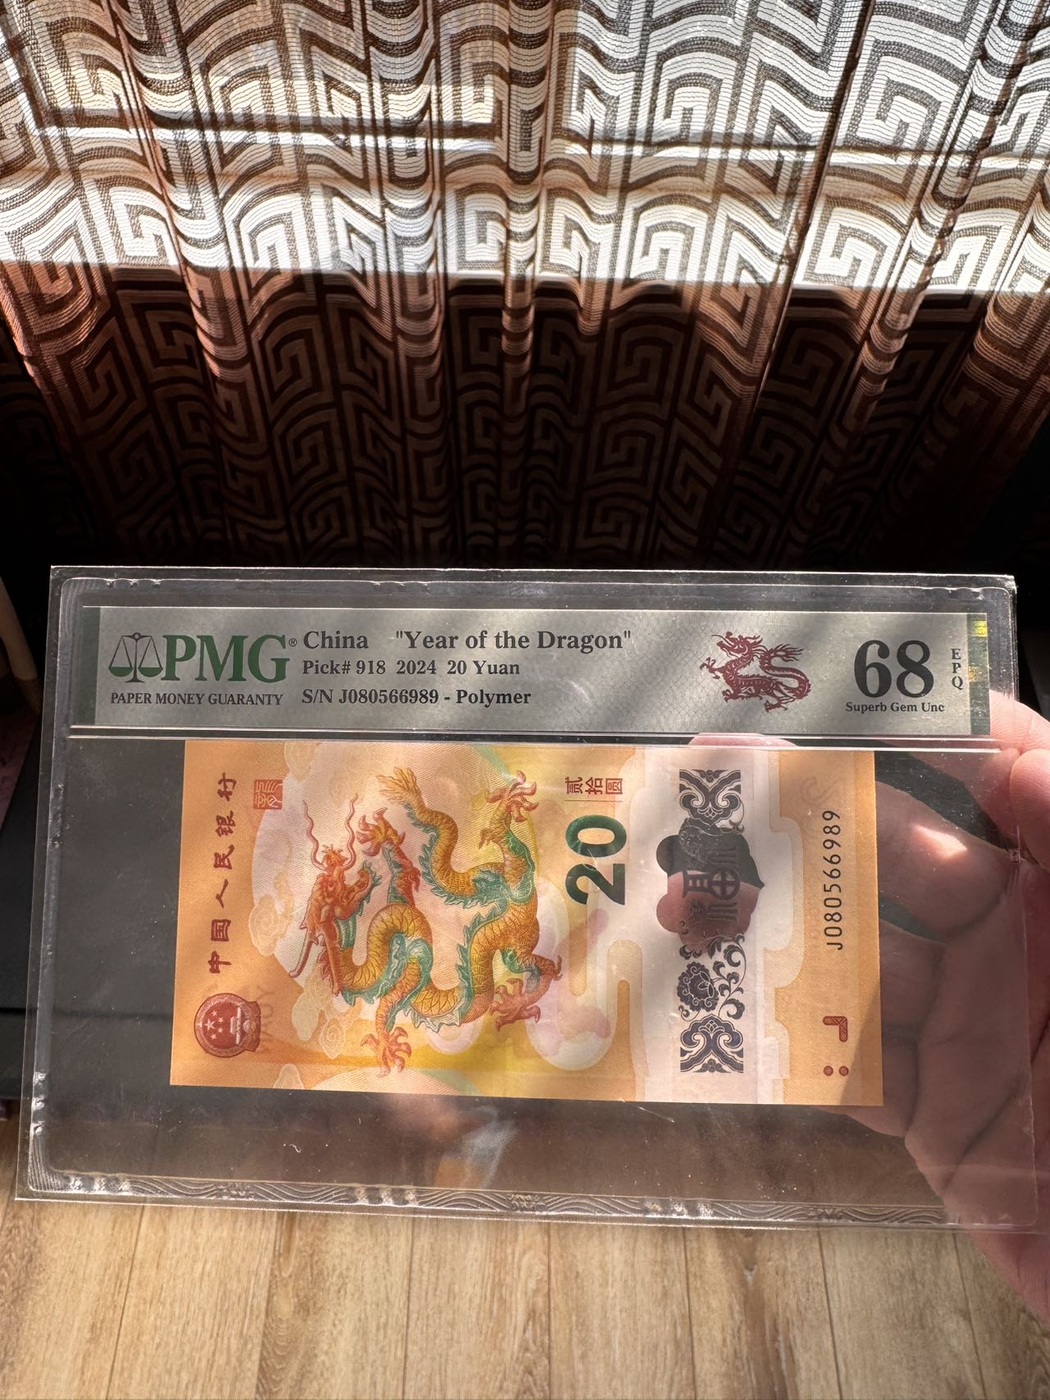 PMG® China "Year of the Dragon"
Pick# 918 2024 20 Yuan
PAPER MONEY GUARANTY S/N J080566989 - Polymer
68
Superb Gem Unc
EPQ
中国人民银行
贰拾圆
20
福
J080566989